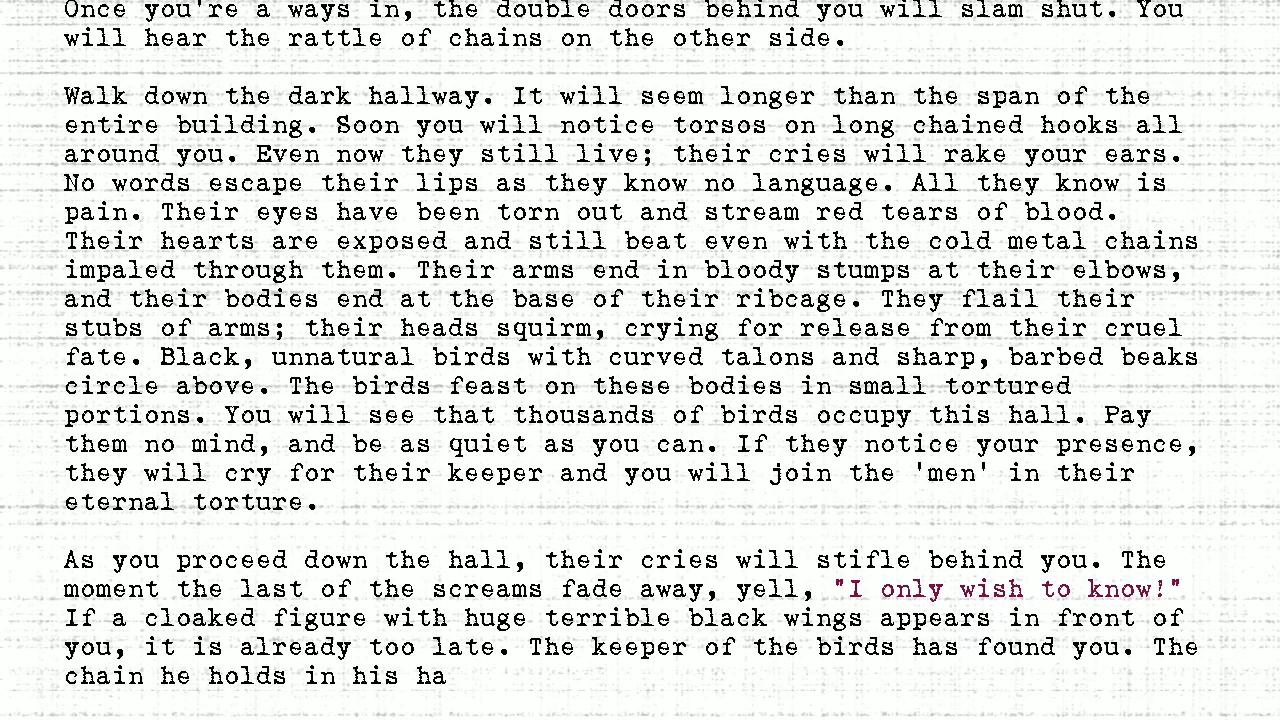 Once you're a ways in, the double doors behind you will slam shut. You
will hear the rattle of chains on the other side.
Walk down the dark hallway. It will seem longer than the span of the
entire building. Soon you will notice torsos on long chained hooks all
around you. Even now they still live; their cries will rake your ears.
No words escape their lips as they know no language. All they know is
pain. Their eyes have been torn out and stream red tears of blood.
Their hearts are exposed and still beat even with the cold metal chains
impaled through them. Their arms end in bloody stumps at their elbows,
and their bodies end at the base of their ribcage. They flail their
stubs of arms; their heads squirm, crying for release from their cruel
fate. Black, unnatural birds with curved talons and sharp, barbed beaks
circle above. The birds feast on these bodies in small tortured
portions. You will see that thousands of birds occupy this hall. Pay
them no mind, and be as quiet as you can. If they notice your presence,
they will cry for their keeper and you will join the 'men' in their
eternal torture.
As you proceed down the hall, their cries will stifle behind you. The
moment the last of the screams fade away, yell, "I only wish to know!"
If a cloaked figure with huge terrible black wings appears in front of
you, it is already too late. The keeper of the birds has found you. The
chain he holds in his ha